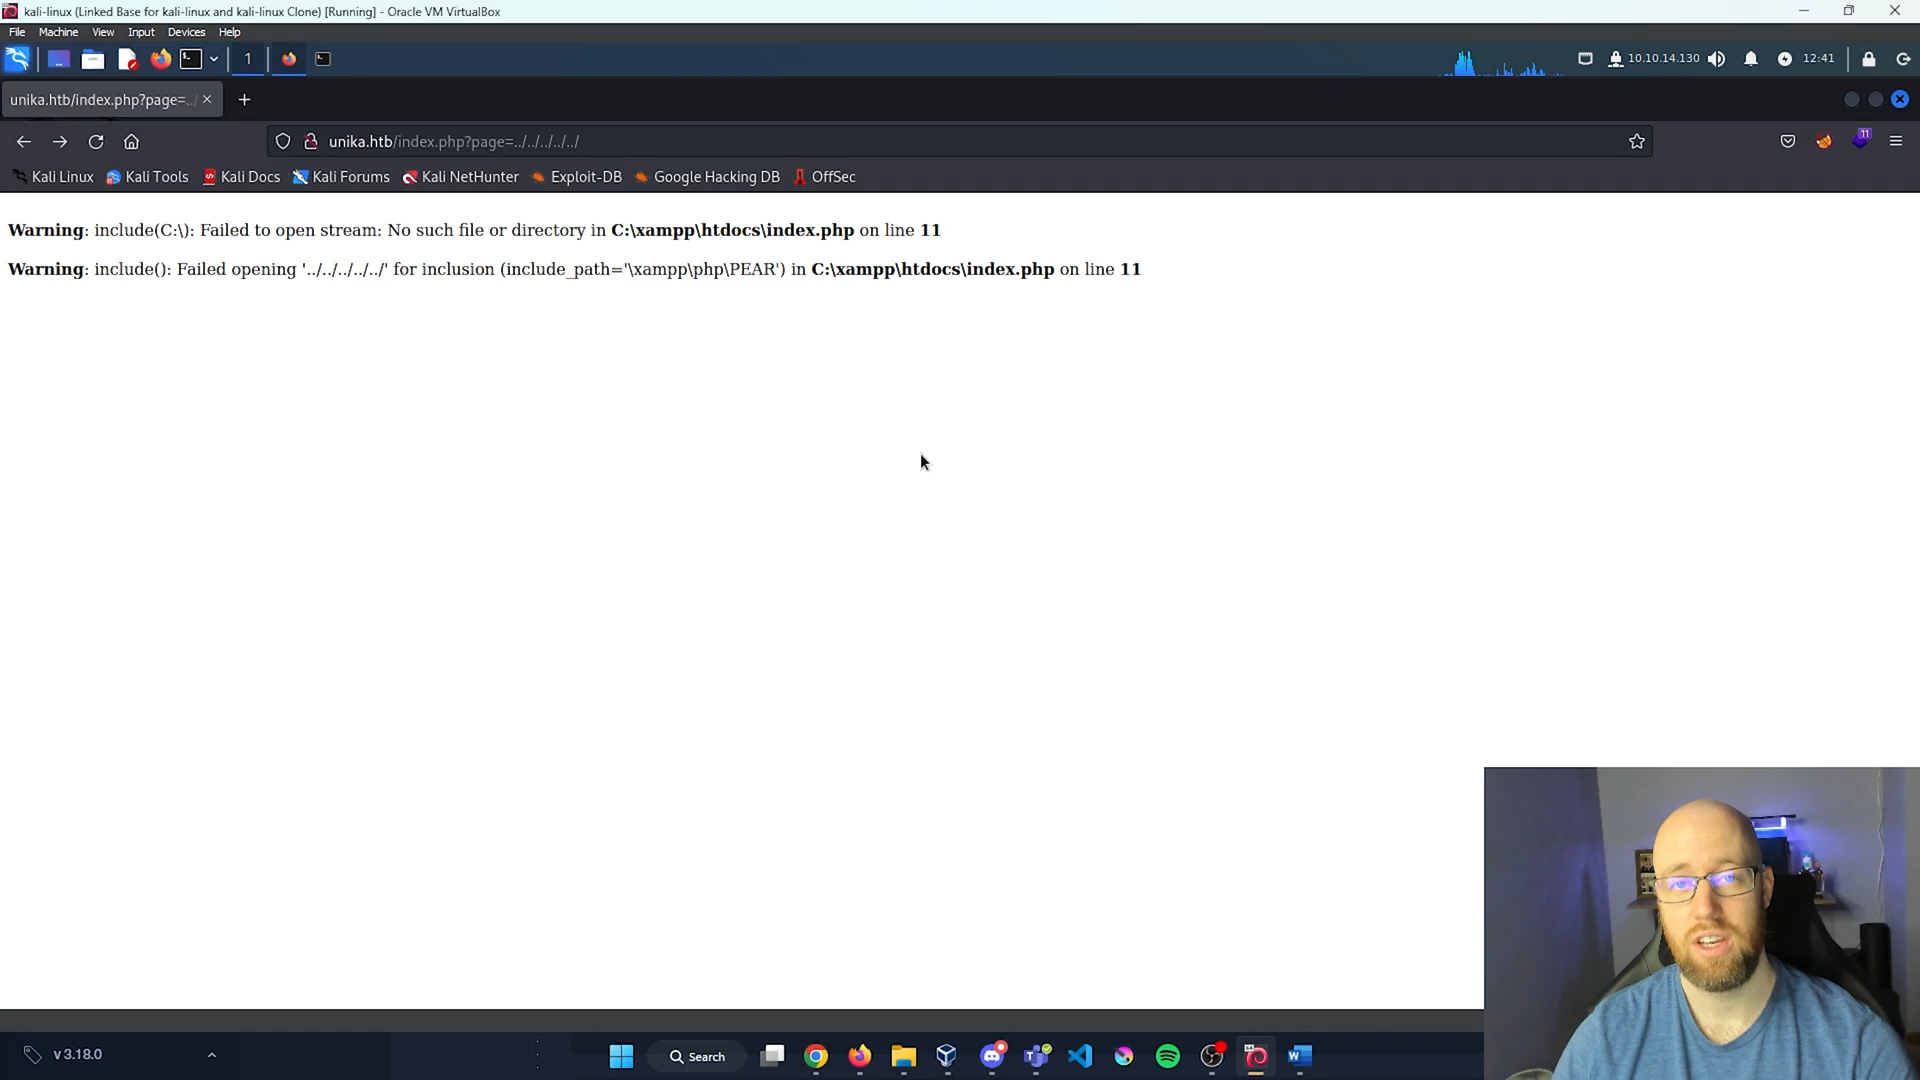 kali-linux (Linked Base for kali-linux and kali-linux Clone) [Running] - Oracle VM VirtualBox
File Machine View Input Devices Help
1 10.10.14.130 12:41
unika.htb/index.php?page=../
unika.htb/index.php?page=../../../../../
11
Kali Linux Kali Tools Kali Docs Kali Forums Kali NetHunter Exploit-DB Google Hacking DB OffSec
Warning: include(C:\): Failed to open stream: No such file or directory in C:\xampp\htdocs\index.php on line 11
Warning: include(): Failed opening '../../../../../' for inclusion (include_path='\xampp\php\PEAR') in C:\xampp\htdocs\index.php on line 11
v 3.18.0
Search